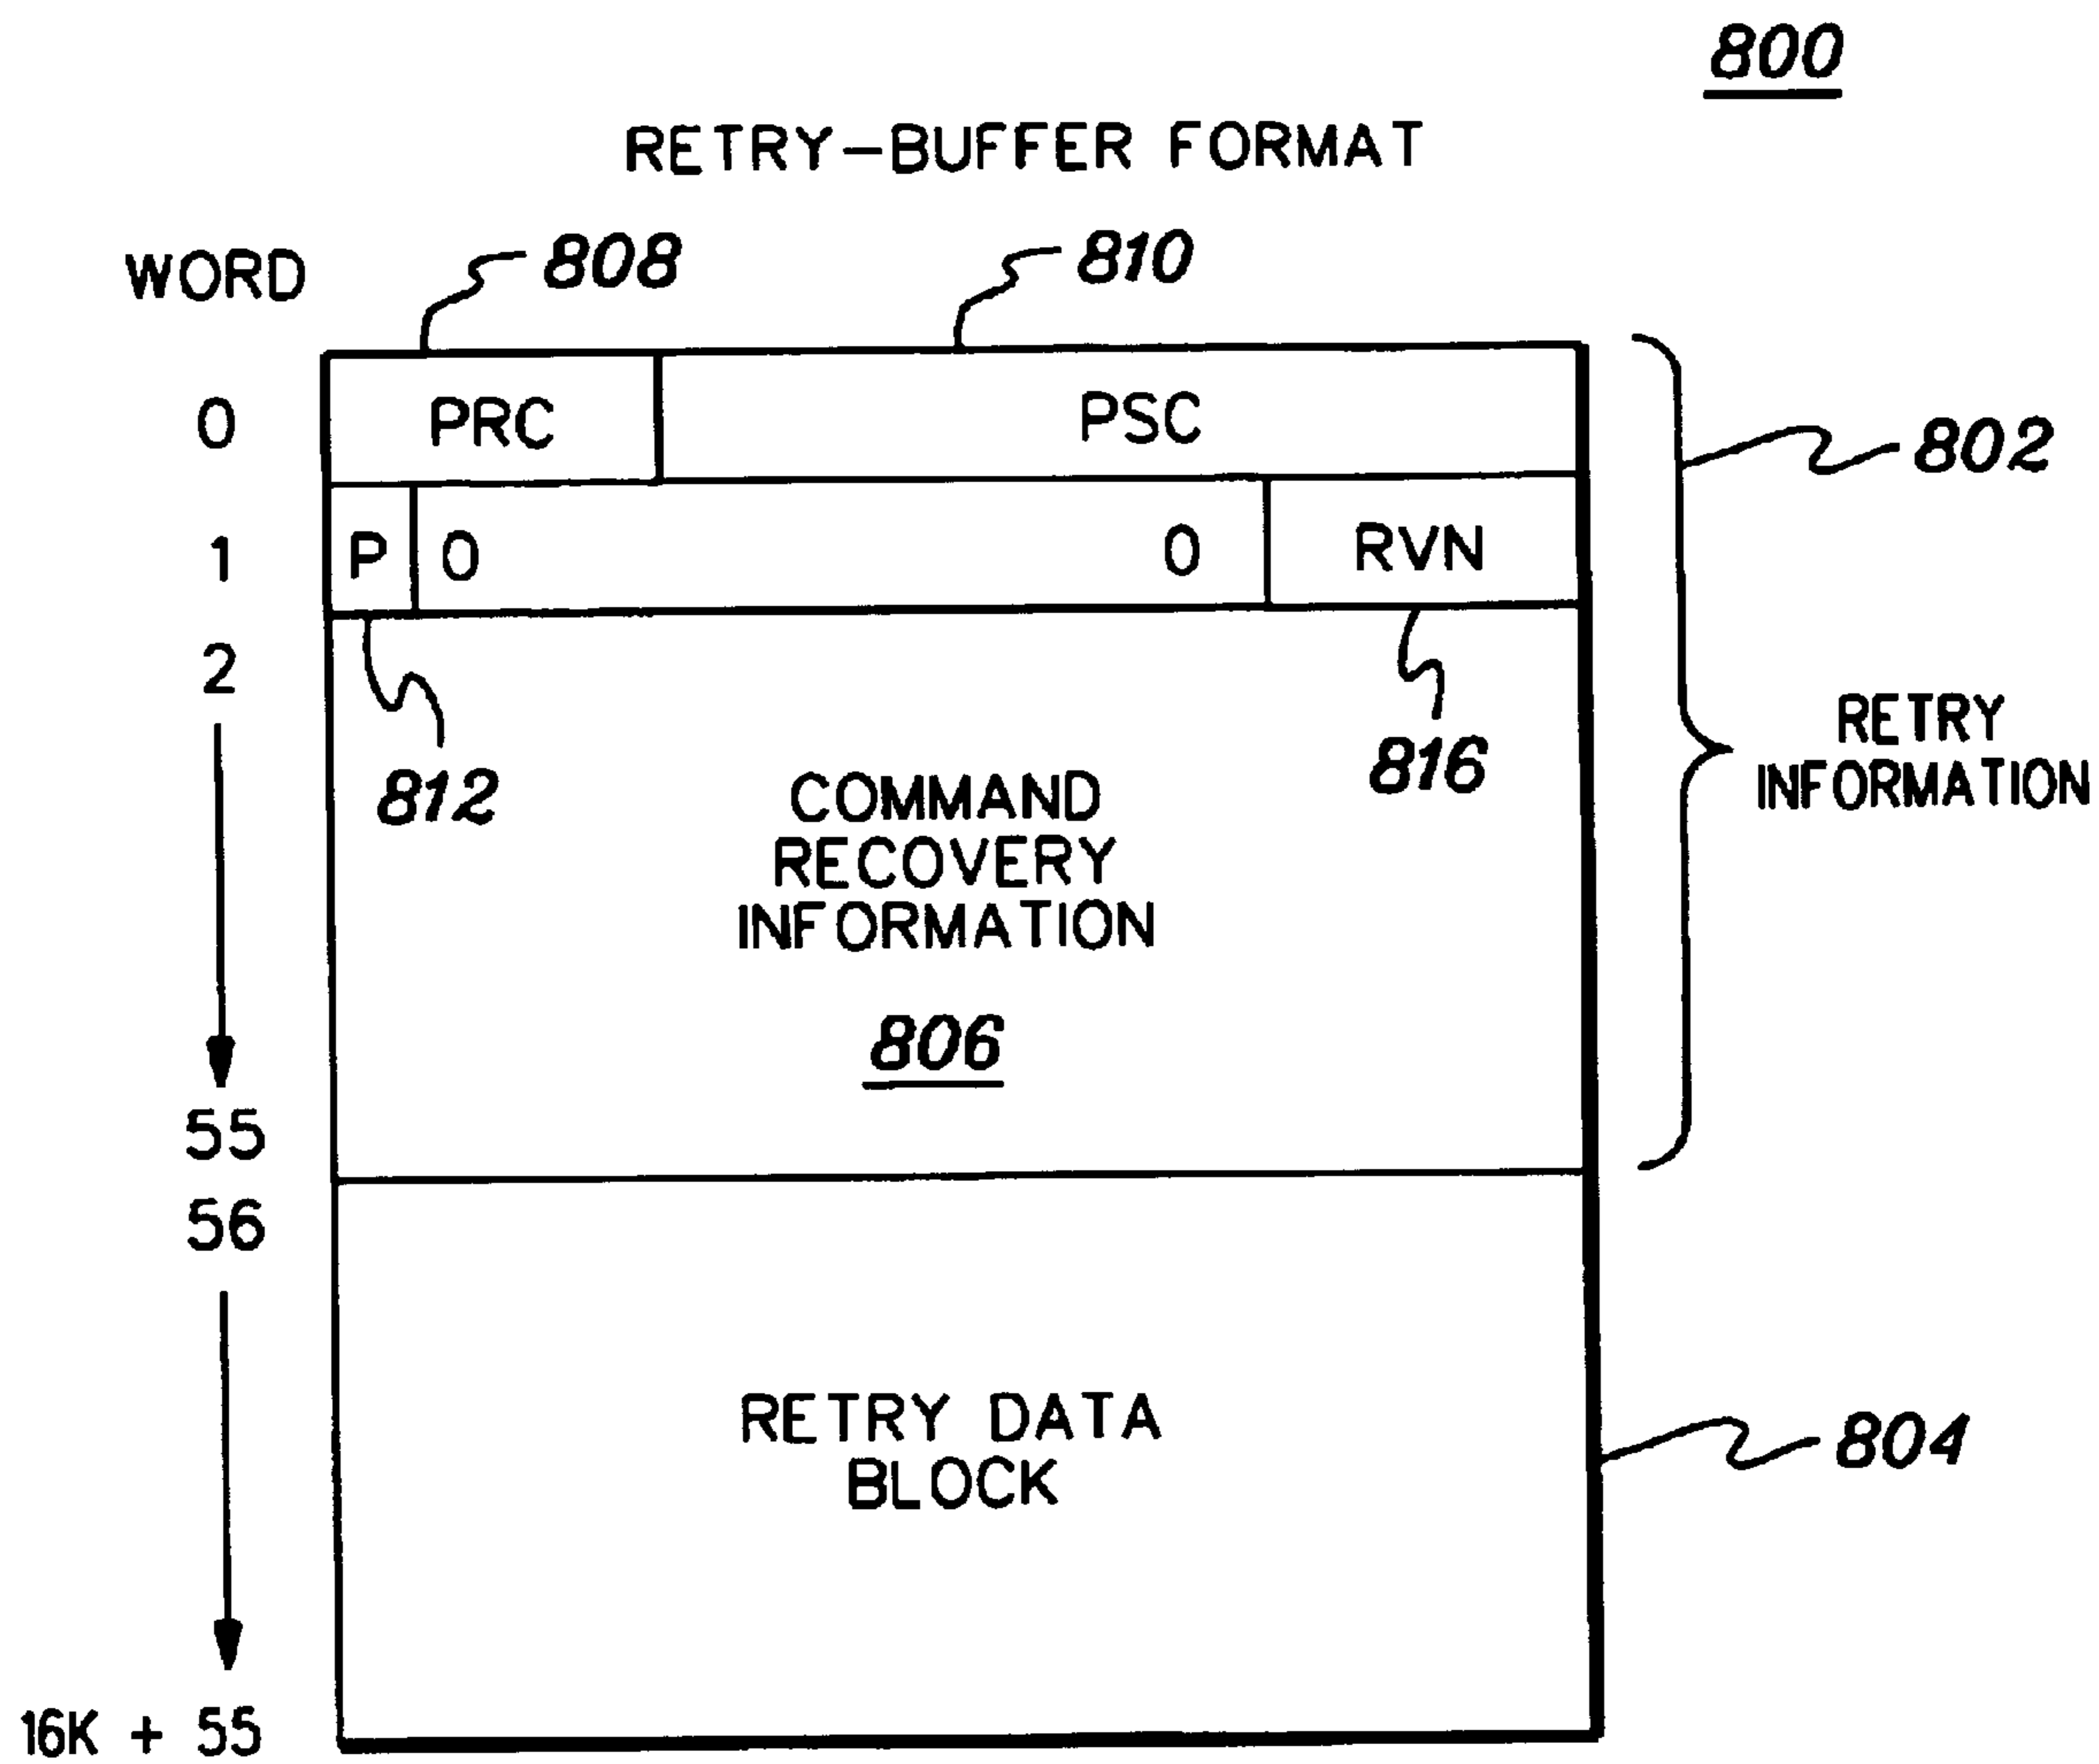 800
RETRY-BUFFER FORMAT
WORD
808
810
0
PRC
PSC
802
1
P
0
0
RVN
2
812
816
RETRY
INFORMATION
COMMAND
RECOVERY
INFORMATION
806
55
56
RETRY DATA
BLOCK
804
16K + 55